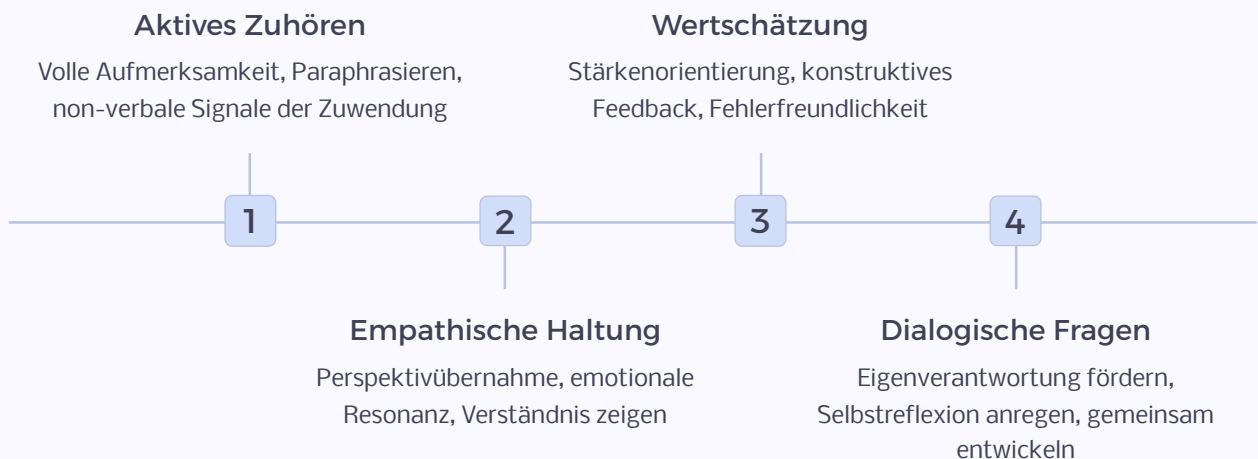 Aktives Zuhören
Volle Aufmerksamkeit, Paraphrasieren,
non-verbale Signale der Zuwendung
1
2
Empathische Haltung
Perspektivübernahme, emotionale
Resonanz, Verständnis zeigen
Wertschätzung
Stärkenorientierung, konstruktives
Feedback, Fehlerfreundlichkeit
3
4
Dialogische Fragen
Eigenverantwortung fördern,
Selbstreflexion anregen, gemeinsam
entwickeln